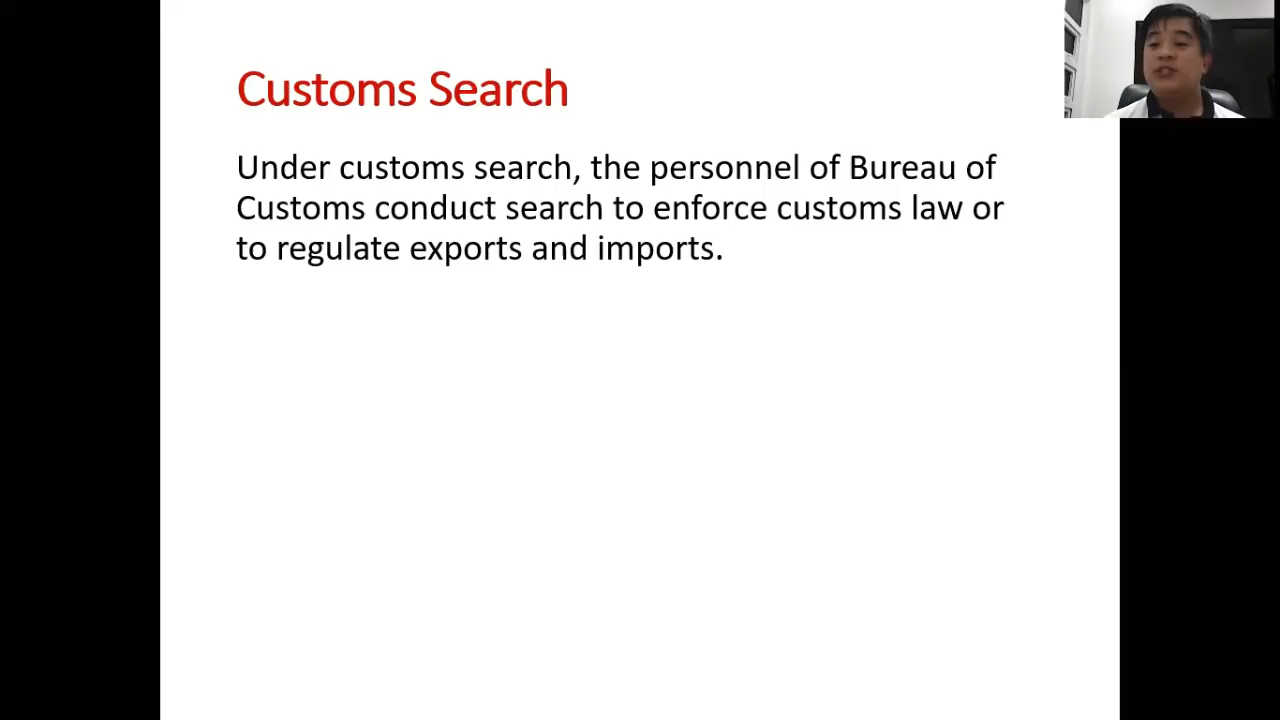 Customs Search
Under customs search, the personnel of Bureau of
Customs conduct search to enforce customs law or
to regulate exports and imports.